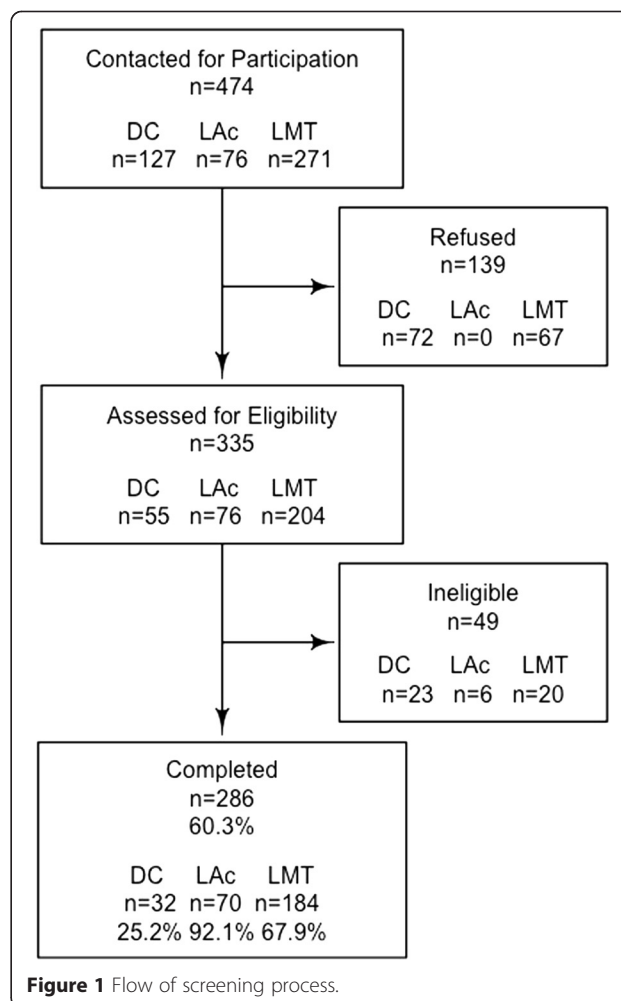 Contacted for Participation
n=474
DC LAc LMT
n=127 n=76 n=271
Refused
n=139
DC LAc LMT
n=72 n=0 n=67
Assessed for Eligibility
n=335
DC LAc LMT
n=55 n=76 n=204
Ineligible
n=49
DC LAc LMT
n=23 n=6 n=20
Completed
n=286
60.3%
DC LAc LMT
n=32 n=70 n=184
25.2% 92.1% 67.9%
Figure 1 Flow of screening process.